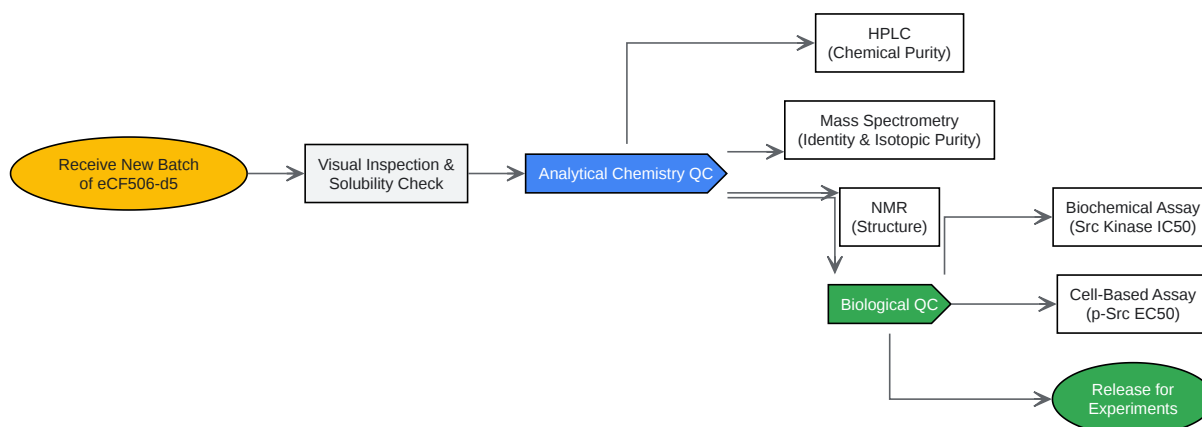 HPLC
(Chemical Purity)
Mass Spectrometry
(Identity & Isotopic Purity)
Receive New Batch
of eCF506-d5
Visual Inspection &
Solubility Check
Analytical Chemistry QC
NMR
(Structure)
Biochemical Assay
(Src Kinase IC50)
Biological QC
Cell-Based Assay
(p-Src EC50)
Release for
Experiments